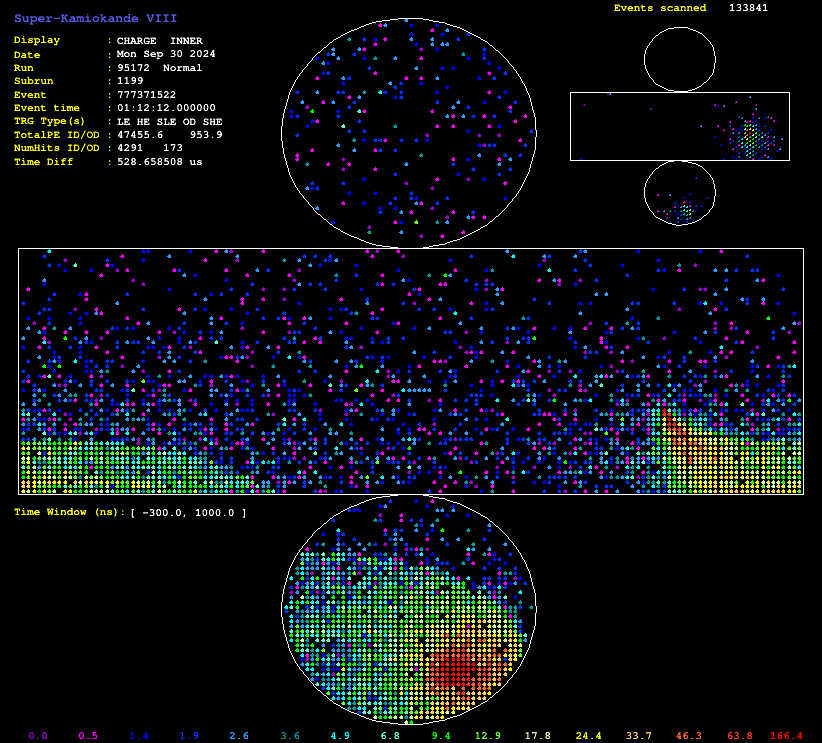 Super-Kamiokande VIII
Events scanned 133841
Display : CHARGE INNER
Date : Mon Sep 30 2024
Run : 95172 Normal
Subrun : 1199
Event : 777371522
Event time : 01:12:12.000000
TRG Type(s) : LE HE SLE OD SHE
TotalPE ID/OD : 47455.6 953.9
NumHits ID/OD : 4291 173
Time Diff : 528.658508 us
Time Window (ns): [ -300.0, 1000.0 ]
0.0 0.5 1.4 1.9 2.6 3.6 4.9 6.8 9.4 12.9 17.8 24.4 33.7 46.3 63.8 166.4